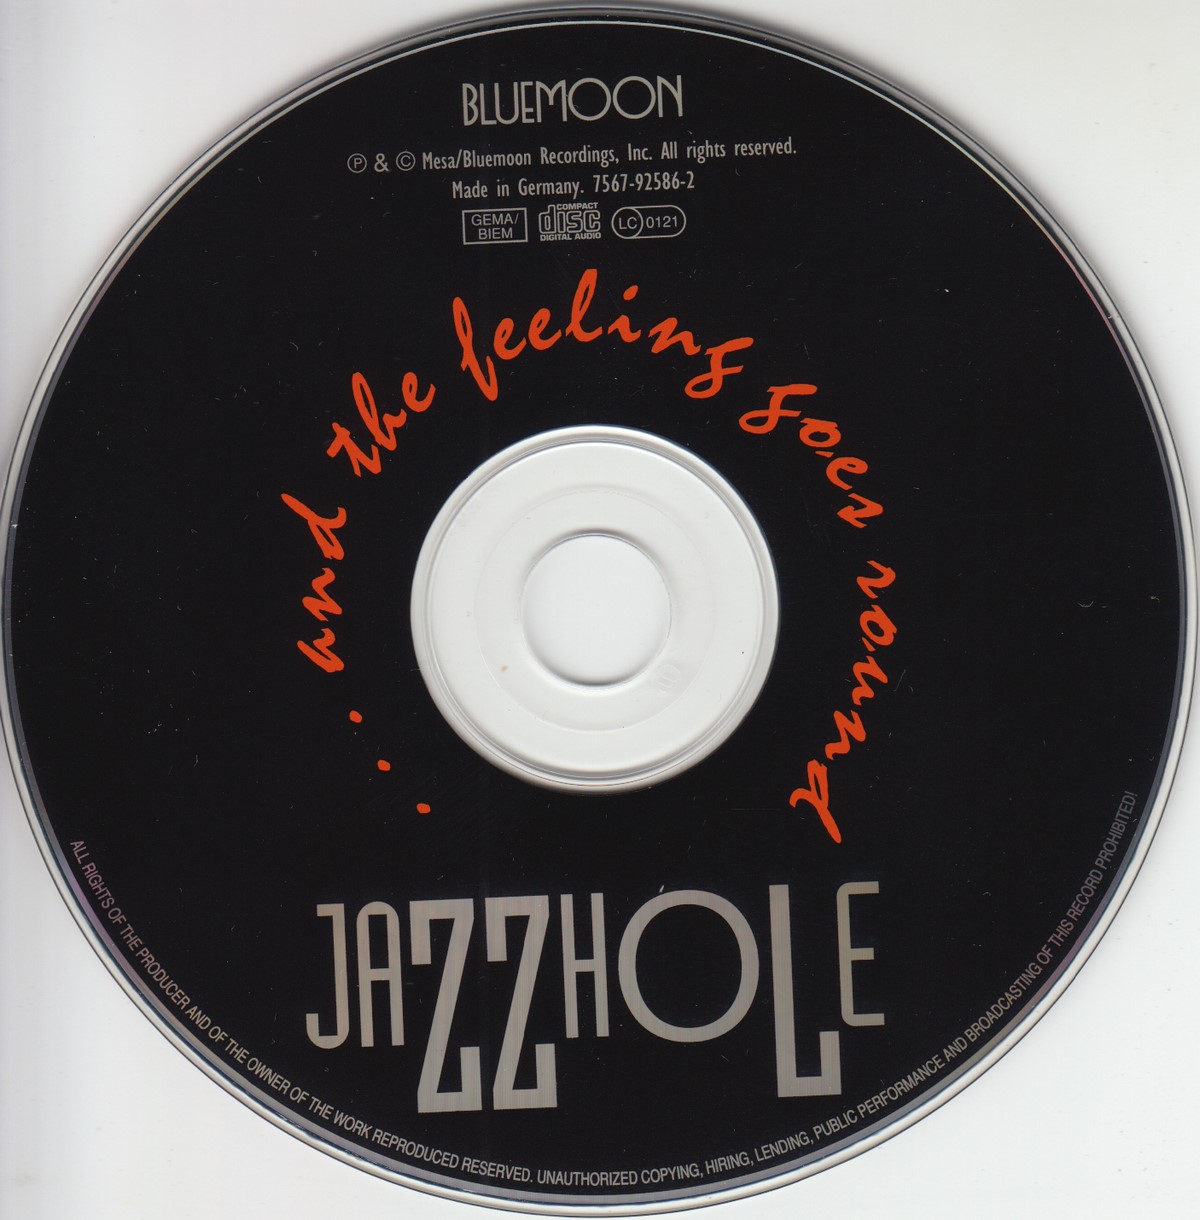 BLUEMOON
Ⓟ & © Mesa/Bluemoon Recordings, Inc. All rights reserved.
Made in Germany. 7567-92586-2
GEMA/
BIEM
COMPACT
disc
DIGITAL AUDIO
LC 0121
... and the feeling goes round
JAZZHOLE
ALL RIGHTS OF THE PRODUCER AND OF THE OWNER OF THE WORK REPRODUCED RESERVED. UNAUTHORIZED COPYING, HIRING, LENDING, PUBLIC PERFORMANCE AND BROADCASTING OF THIS RECORD PROHIBITED!